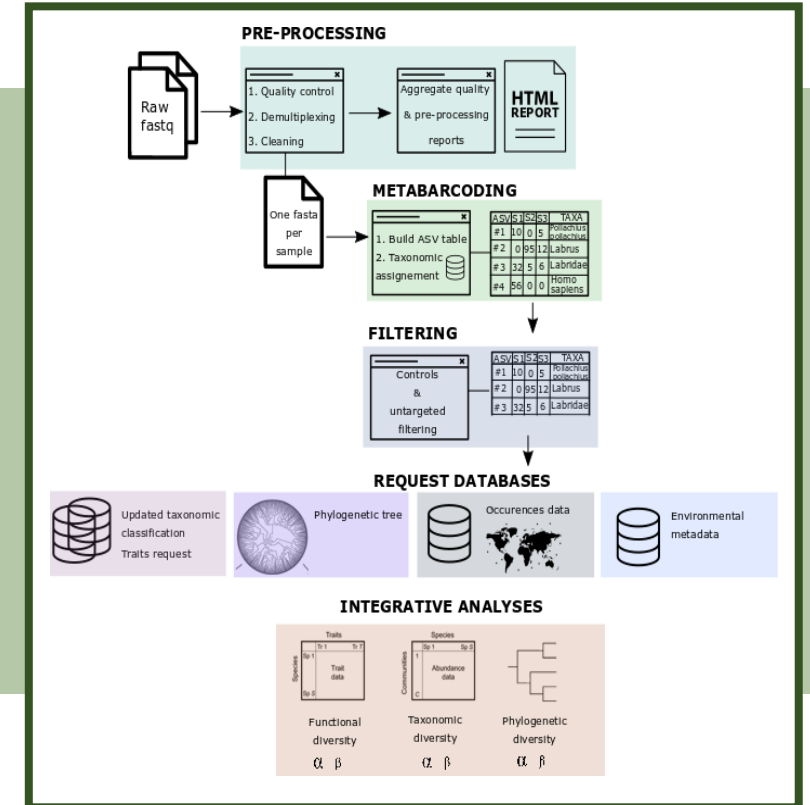 PRE-PROCESSING
Raw
fastq
1. Quality control
2. Demultiplexing
3. Cleaning
Aggregate quality
& pre-processing
reports
HTML
REPORT
One fasta
per
sample
METABARCODING
1. Build ASV table
2. Taxonomic
assignement
ASV S1 S2 S3 TAXA
#1 10 0 5 Pollachius
pollachius
#2 0 95 12 Labrus
#3 32 5 6 Labridae
#4 56 0 0 Homo
sapiens
FILTERING
Controls
&
untargeted
filtering
ASV S1 S2 S3 TAXA
#1 10 0 5 Pollachius
pollachius
#2 0 95 12 Labrus
#3 32 5 6 Labridae
REQUEST DATABASES
Updated taxonomic
classification
Traits request
Phylogenetic tree
Occurences data
Environmental
metadata
INTEGRATIVE ANALYSES
Traits
Tr 1 Tr 7
Species
Sp 1
Trait
data
Sp 3
Functional
diversity
α β
Species
Sp 1 Sp 3
Communities
1
Abundance
data
C
Taxonomic
diversity
α β
Phylogenetic
diversity
α β